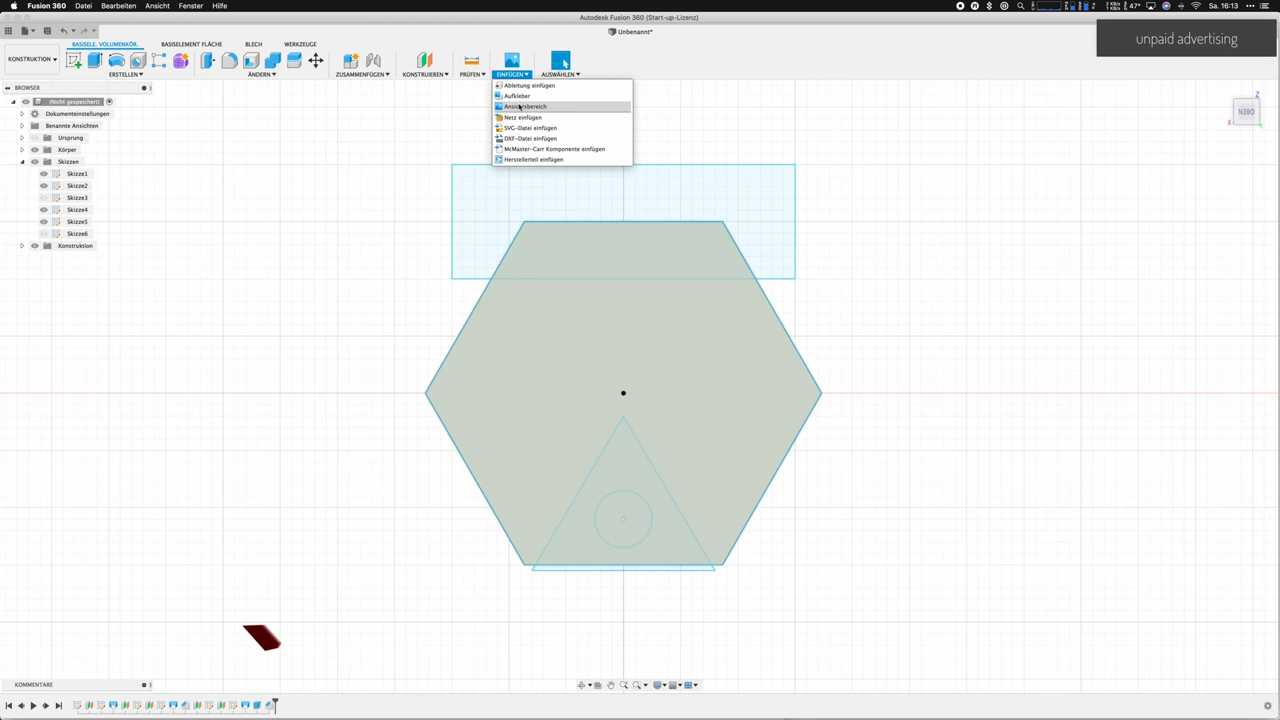 Fusion 360 Datei Bearbeiten Ansicht Fenster Hilfe
47° Sa. 16:13
Autodesk Fusion 360 (Start-up-Lizenz)
Unbenannt*
unpaid advertising
KONSTRUKTION
BASISELE. VOLUMENKÖR.
BASISELEMENT FLÄCHE
BLECH
WERKZEUGE
ERSTELLEN
ÄNDERN
ZUSAMMENFÜGEN
KONSTRUIEREN
PRÜFEN
EINFÜGEN
AUSWÄHLEN
BROWSER
(Nicht gespeichert)
Dokumenteinstellungen
Benannte Ansichten
Ursprung
Körper
Skizzen
Skizze1
Skizze2
Skizze3
Skizze4
Skizze5
Skizze6
Konstruktion
Ableitung einfügen
Aufkleber
Ansichtsbereich
Netz einfügen
SVG-Datei einfügen
DXF-Datei einfügen
McMaster-Carr Komponente einfügen
Herstellerteil einfügen
Z
X
Y
OBEN
KOMMENTARE